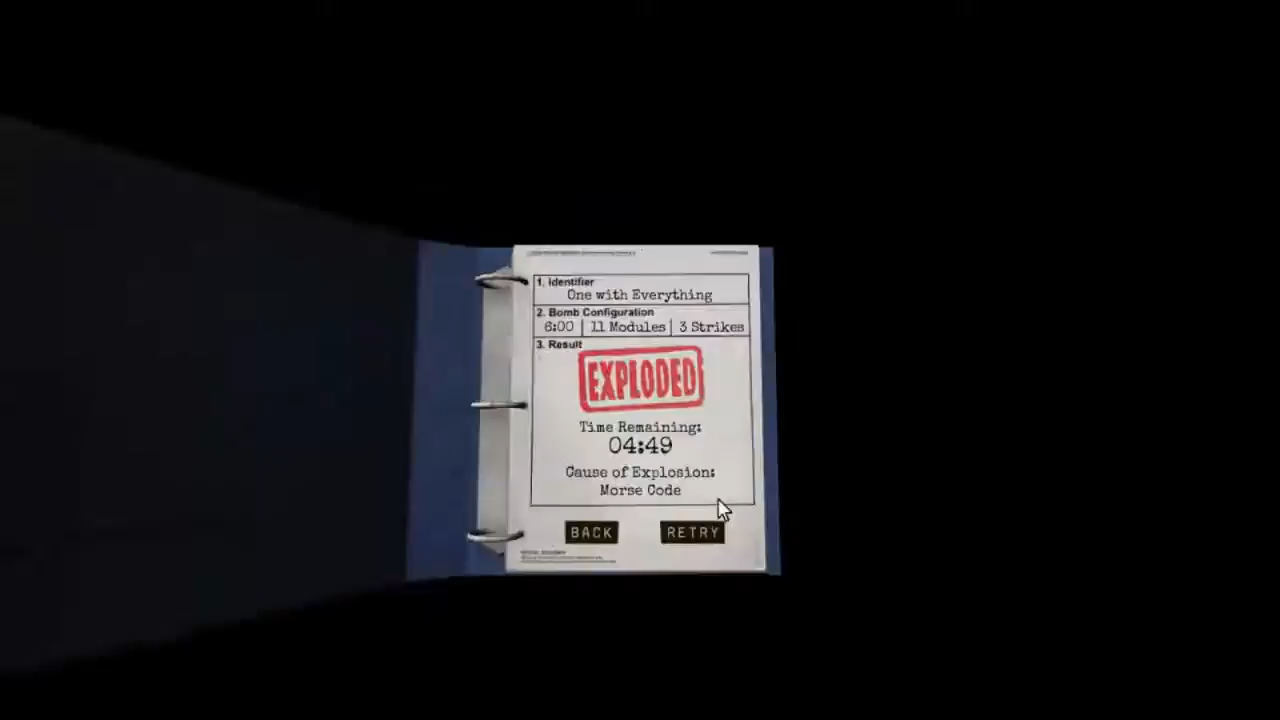 1. Identifier
One with Everything
2. Bomb Configuration
6:00 11 Modules 3 Strikes
3. Result
EXPLODED
Time Remaining:
04:49
Cause of Explosion:
Morse Code
BACK RETRY